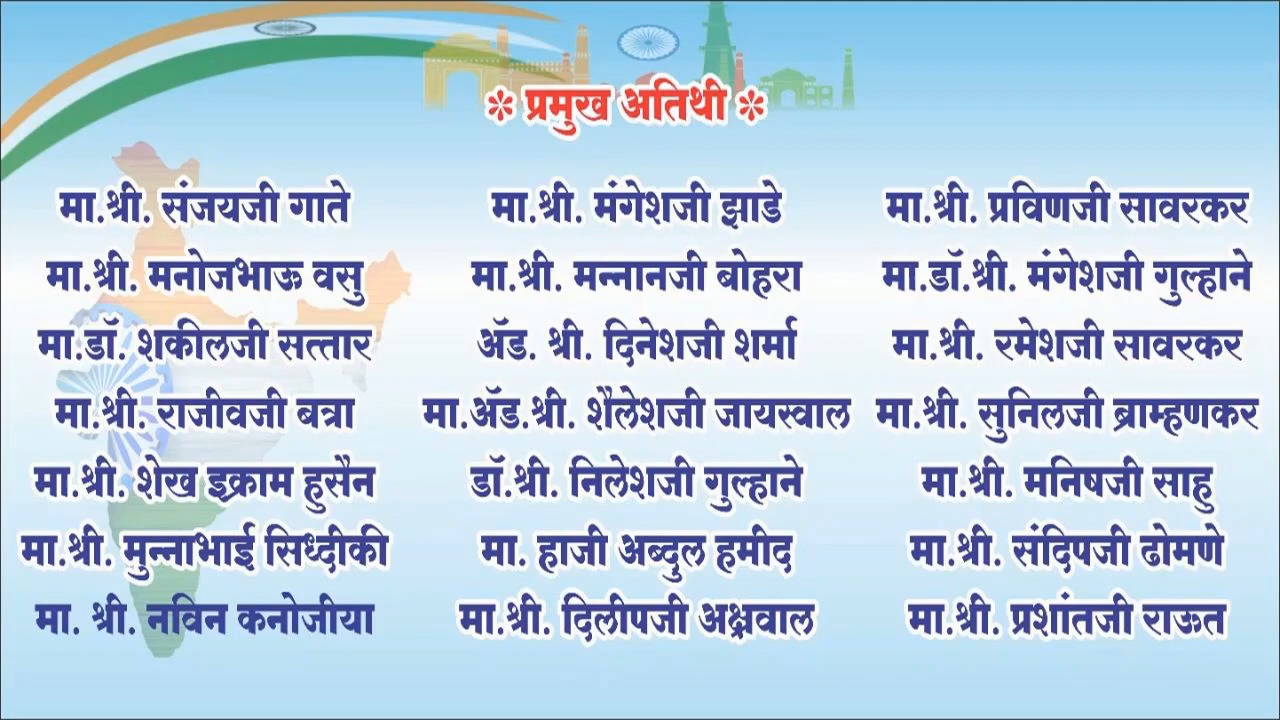 * प्रमुख अतिथी *
मा.श्री. संजयजी गाते
मा.श्री. मनोजभाऊ वसु
मा.डॉ. शकीलजी सत्तार
मा.श्री. राजीवजी बत्रा
मा.श्री. शेख इक्राम हुसैन
मा.श्री. मुन्नाभाई सिध्दीकी
मा. श्री. नविन कनोजीया
मा.श्री. मंगेशजी झाडे
मा.श्री. मन्नानजी बोहरा
ॲड. श्री. दिनेशजी शर्मा
मा.ॲड.श्री. शैलेशजी जायस्वाल
डॉ.श्री. निलेशजी गुल्हाने
मा. हाजी अब्दुल हमीद
मा.श्री. दिलीपजी
मा.श्री. प्रविणजी सावरकर
मा.डॉ.श्री. मंगेशजी गुल्हाने
मा.श्री. रमेशजी सावरकर
मा.श्री. सुनिलजी ब्राम्हणकर
मा.श्री. मनिषजी साहु
मा.श्री. संदिपजी ढोमणे
मा.श्री. प्रशांतजी राऊत